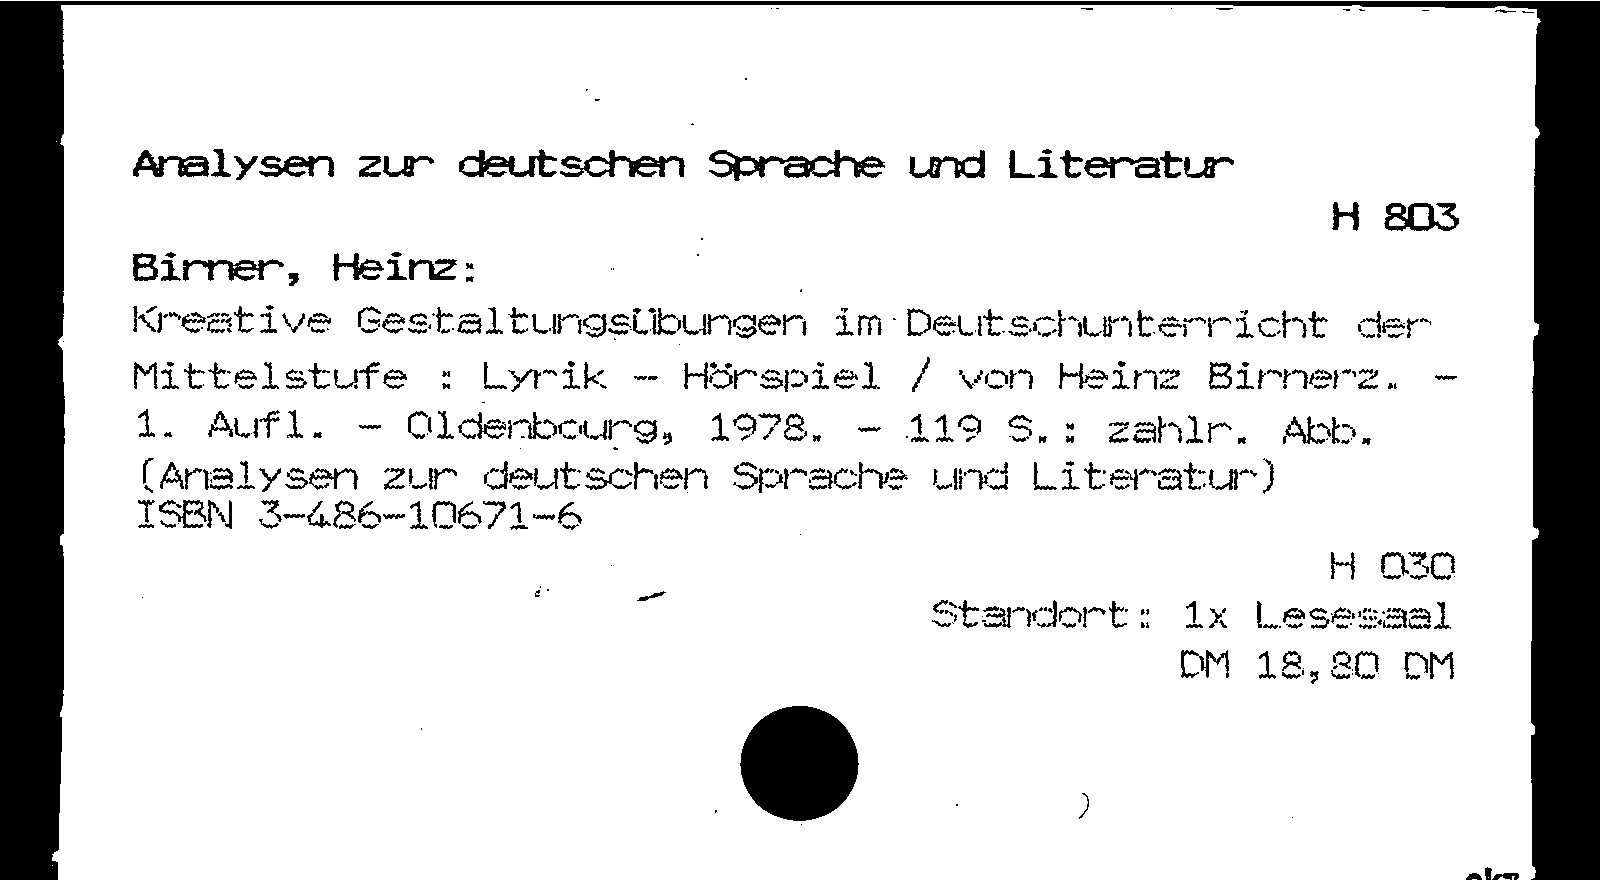 Analysen zur deutschen Sprache und Literatur
H 803
Birner, Heinz:
Kreative Gestaltungsübungen im Deutschunterricht der
Mittelstufe : Lyrik - Hörspiel / von Heinz Birnerz. -
1. Aufl. - Oldenbourg, 1978. - 119 S.: zahlr. Abb.
(Analysen zur deutschen Sprache und Literatur)
ISBN 3-486-10671-6
H 030
Standort: 1x Lesesaal
DM 18,80 DM